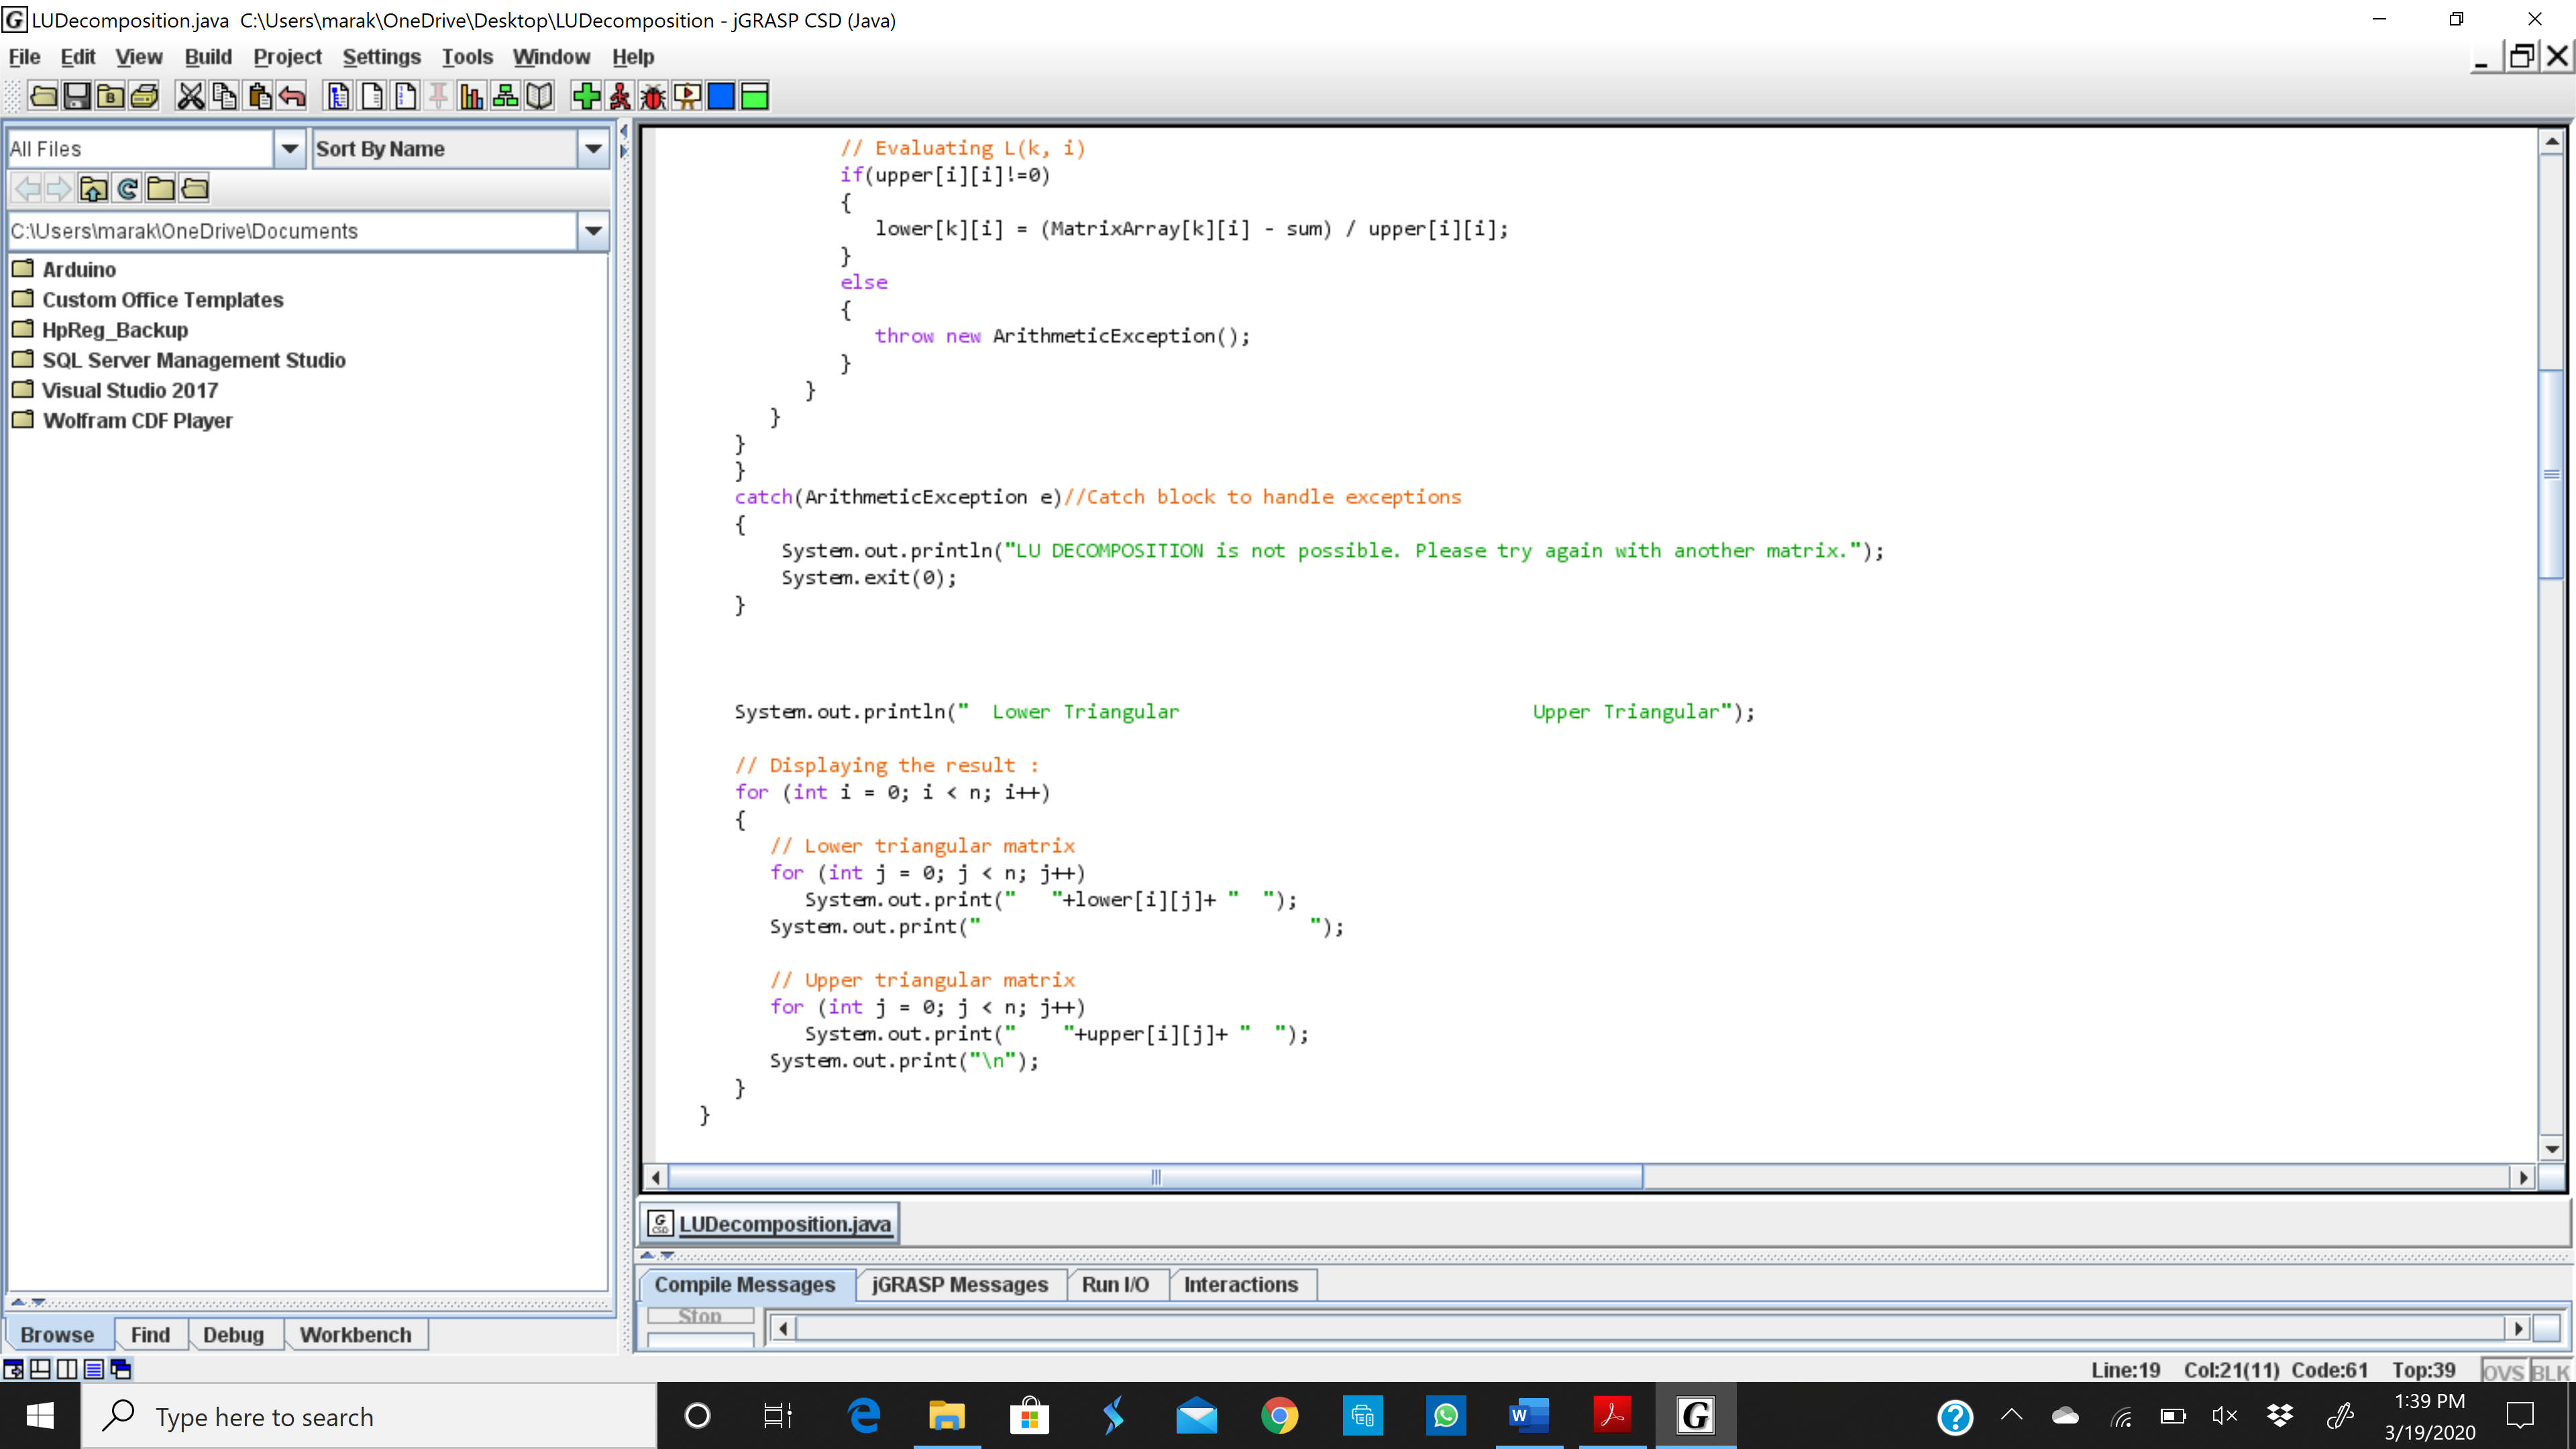 LUDecomposition.java  C:\Users\marak\OneDrive\Desktop\LUDecomposition - jGRASP CSD (Java)
File Edit View Build Project Settings Tools Window Help
All Files
Sort By Name
C:\Users\marak\OneDrive\Documents
Arduino
Custom Office Templates
HpReg_Backup
SQL Server Management Studio
Visual Studio 2017
Wolfram CDF Player
// Evaluating L(k, i)
if(upper[i][i]!=0)
{
lower[k][i] = (MatrixArray[k][i] - sum) / upper[i][i];
}
else
{
throw new ArithmeticException();
}
}
}
}
}
catch(ArithmeticException e)//Catch block to handle exceptions
{
System.out.println("LU DECOMPOSITION is not possible. Please try again with another matrix.");
System.exit(0);
}
System.out.println("  Lower Triangular                              Upper Triangular");
// Displaying the result :
for (int i = 0; i < n; i++)
{
// Lower triangular matrix
for (int j = 0; j < n; j++)
System.out.print("   "+lower[i][j]+ "  ");
System.out.print("                            ");
// Upper triangular matrix
for (int j = 0; j < n; j++)
System.out.print("    "+upper[i][j]+ "  ");
System.out.print("\n");
}
}
LUDecomposition.java
Compile Messages jGRASP Messages Run I/O Interactions
Stop
Browse Find Debug Workbench
Line:19 Col:21(11) Code:61 Top:39 OVS BLK
Type here to search
1:39 PM
3/19/2020